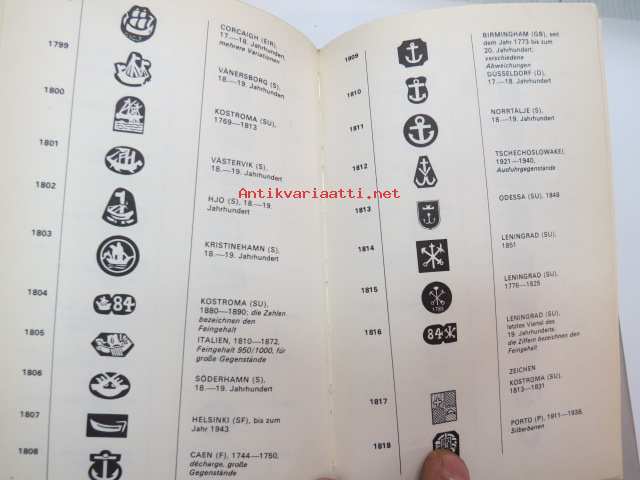 CORCAIGH (EIR),
17.—18. Jahrhundert,
mehrere Variationen
1799
VÄNERSBORG (S),
18.—19. Jahrhundert
1800
KOSTROMA (SU),
1769—1813
1801
VÄSTERVIK (S),
18.—19. Jahrhundert
1802
HJO (S), 18.—19.
Jahrhundert
1803
KRISTINEHAMN (S),
18.—19. Jahrhundert
1804
84
KOSTROMA (SU),
1880—1890; die Zahlen
bezeichnen den
Feingehalt
1805
ITALIEN, 1810—1872,
Feingehalt 950/1000, für
große Gegenstände
1806
SÖDERHAMN (S),
18.—19. Jahrhundert
1807
HELSINKI (SF), bis zum
Jahr 1943
1808
CAEN (F), 1744—1750,
décharge, große
Gegenstände
Antikvariaatti.net
1809
BIRMINGHAM (GB), seit
dem Jahr 1773 bis zum
20. Jahrhundert,
verschiedene
Abweichungen
1810
DÜSSELDORF (D),
17.—18. Jahrhundert
1811
NORRTÄLJE (S),
18.—19. Jahrhundert
1812
TSCHECHOSLOWAKEI,
1921—1940,
Ausfuhrgegenstände
1813
ODESSA (SU), 1849
1814
LENINGRAD (SU),
1851
1815
LENINGRAD (SU),
1776—1825
1816
84
LENINGRAD (SU),
letztes Viertel des
19. Jahrhunderts;
die Ziffern bezeichnen den
Feingehalt
ZEICHEN
1817
KOSTROMA (SU),
1813—1831
1818
PORTO (P), 1911—1938,